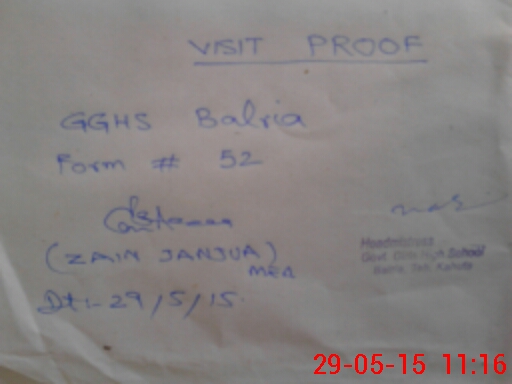 VISIT PROOF
GGHS Balria
Form # 52
(ZAIN JANJUA)
MEA
Dt:- 29/5/15.
Headmistress
Govt Girls High School
Kahuta
29-05-15 11:16